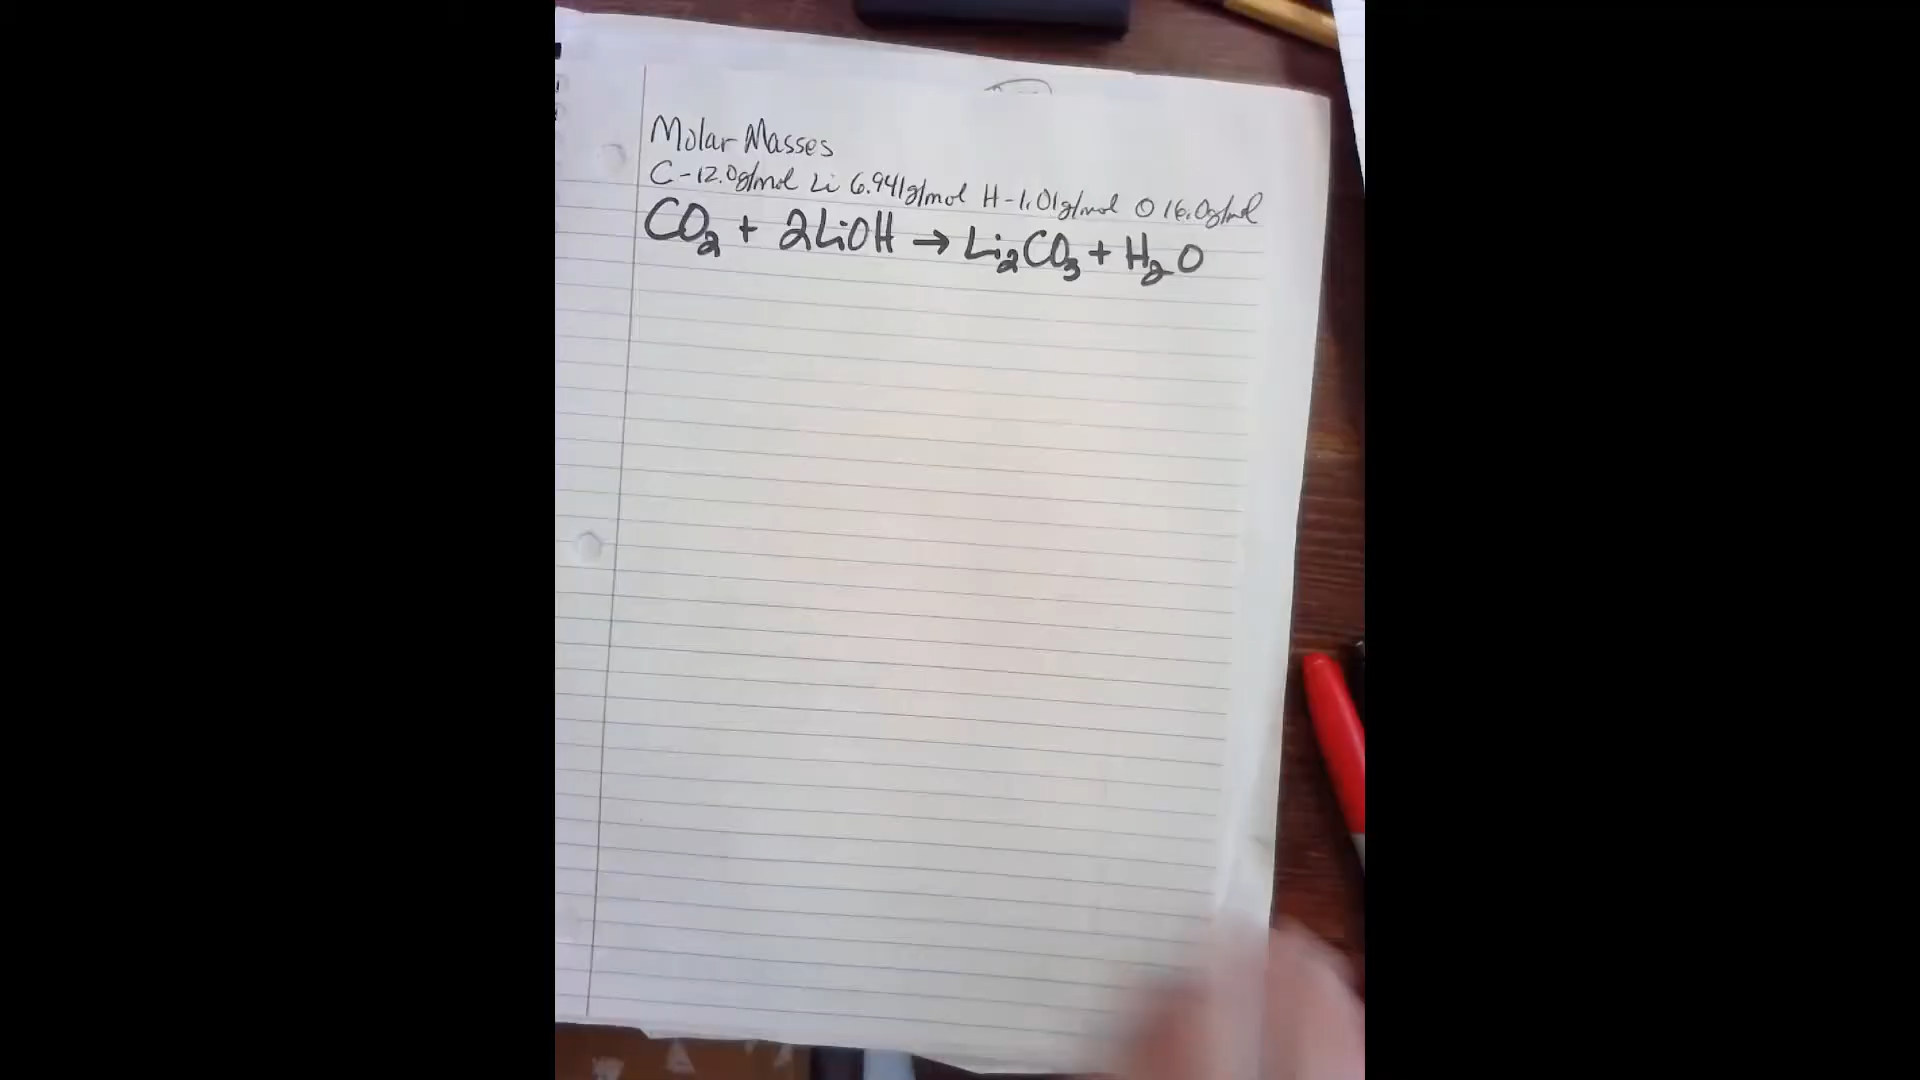 Molar Masses
C-12.0g/mol Li 6.941g/mol H-1.01g/mol O 16.0g/mol
CO₂ + 2LiOH → Li₂CO₃ + H₂O